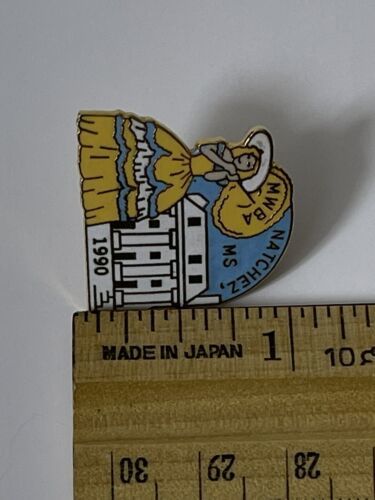 MWBA
NATCHEZ,
MS
1990
MADE IN JAPAN 1 10
30 29 28